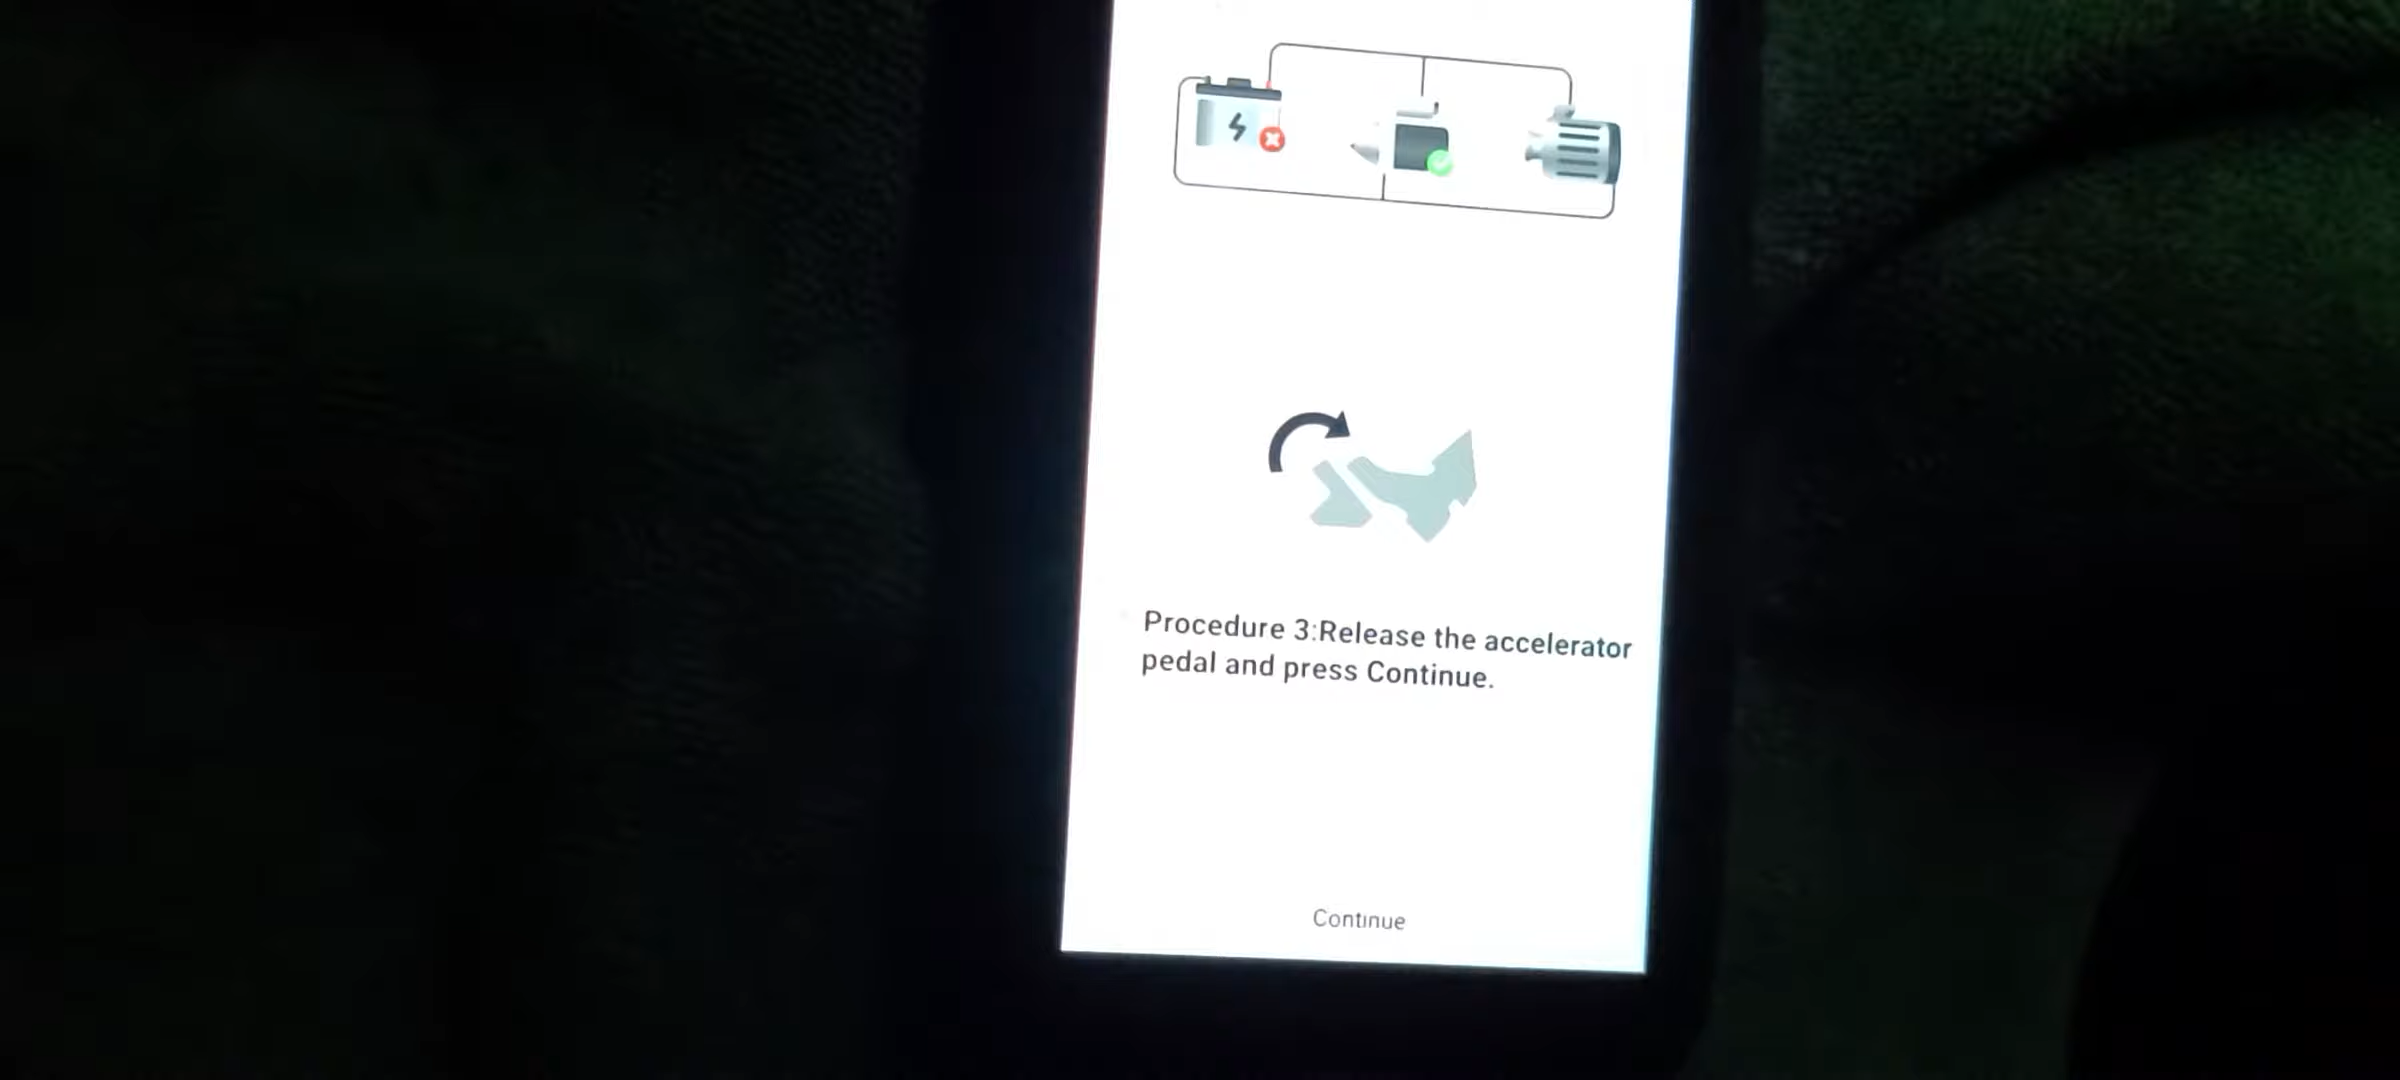 Procedure 3:Release the accelerator
pedal and press Continue.
Continue